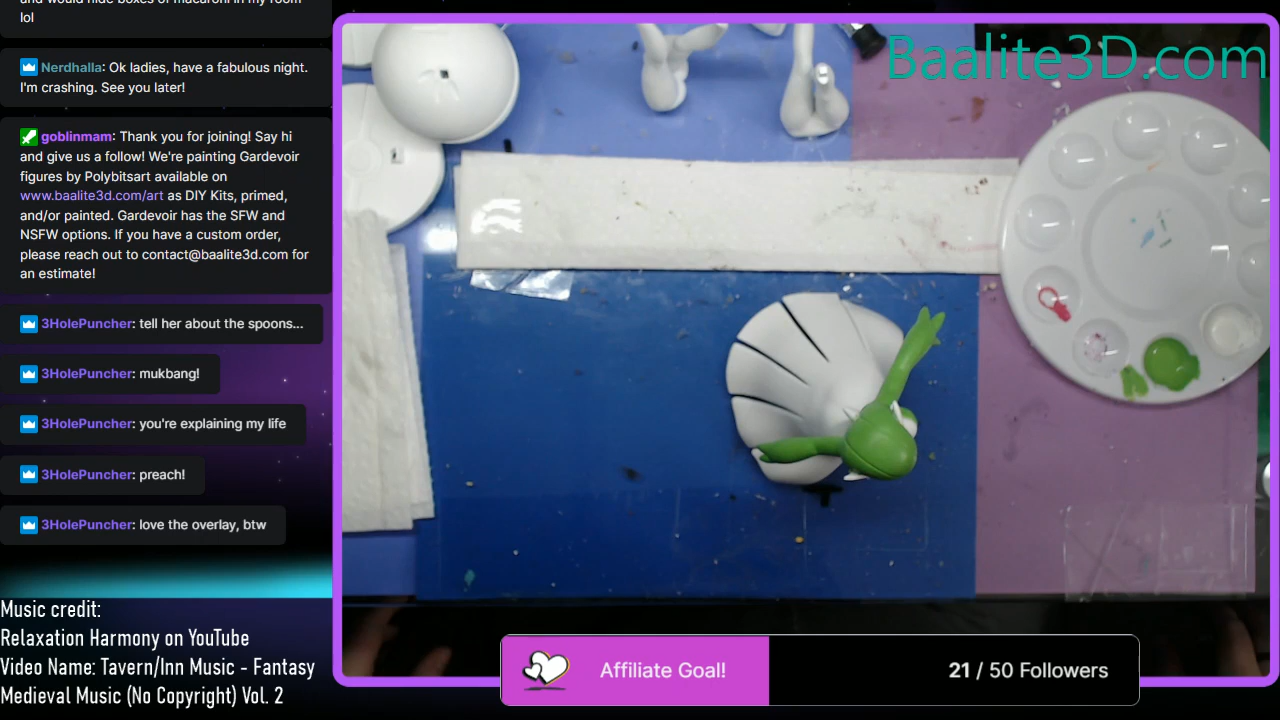 and would hide boxes of macaroni in my room
lol
Nerdhalla: Ok ladies, have a fabulous night.
I'm crashing. See you later!
goblinmam: Thank you for joining! Say hi
and give us a follow! We're painting Gardevoir
figures by Polybitsart available on
www.baalite3d.com/art as DIY Kits, primed,
and/or painted. Gardevoir has the SFW and
NSFW options. If you have a custom order,
please reach out to contact@baalite3d.com for
an estimate!
3HolePuncher: tell her about the spoons...
3HolePuncher: mukbang!
3HolePuncher: you're explaining my life
3HolePuncher: preach!
3HolePuncher: love the overlay, btw
Music credit:
Relaxation Harmony on YouTube
Video Name: Tavern/Inn Music - Fantasy
Medieval Music (No Copyright) Vol. 2
Baalite3D.com
Affiliate Goal!
21 / 50 Followers